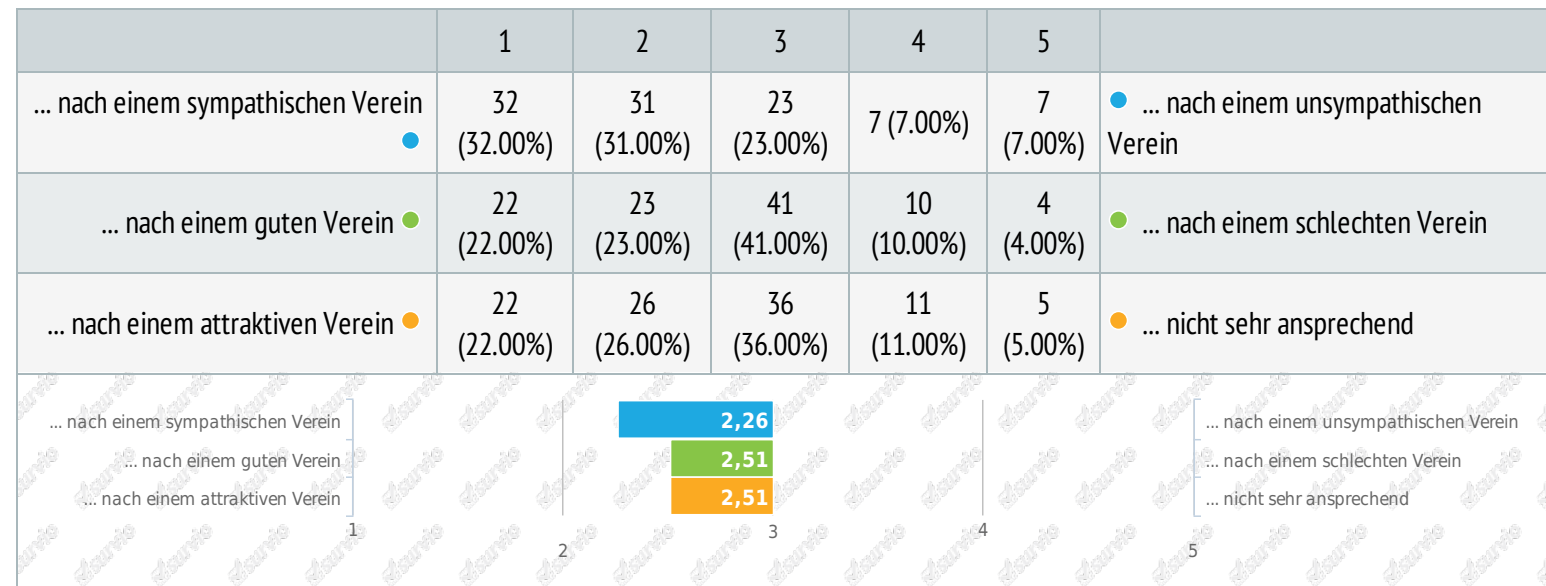 1 2 3 4 5
... nach einem sympathischen Verein
32 (32.00%)
31 (31.00%)
23 (23.00%)
7 (7.00%)
7 (7.00%)
... nach einem unsympathischen
Verein
... nach einem guten Verein
22 (22.00%)
23 (23.00%)
41 (41.00%)
10 (10.00%)
4 (4.00%)
... nach einem schlechten Verein
... nach einem attraktiven Verein
22 (22.00%)
26 (26.00%)
36 (36.00%)
11 (11.00%)
5 (5.00%)
... nicht sehr ansprechend
... nach einem sympathischen Verein 2,26 ... nach einem unsympathischen Verein
... nach einem guten Verein 2,51 ... nach einem schlechten Verein
... nach einem attraktiven Verein 2,51 ... nicht sehr ansprechend
1 2 3 4 5